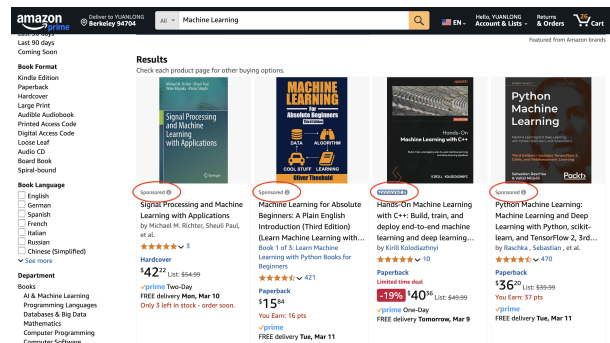 amazon
prime
Deliver to YUANLONG
Berkeley 94704
All
Machine Learning
EN
Hello, YUANLONG
Account & Lists
Returns
& Orders
26
Cart
Last 90 days
Coming Soon
Book Format
Kindle Edition
Paperback
Hardcover
Large Print
Audible Audiobook
Printed Access Code
Digital Access Code
Loose Leaf
Audio CD
Board Book
Spiral-bound
Book Language
English
German
Spanish
French
Italian
Russian
Chinese (Simplified)
See more
Department
Books
AI & Machine Learning
Programming Languages
Databases & Big Data
Mathematics
Computer Programming
Computer Software
Featured from Amazon brands
Results
Check each product page for other buying options.
Signal Processing
and Machine
Learning
with Applications
Springer
Sponsored
Signal Processing and Machine
Learning with Applications
by Michael M. Richter, Sheuli Paul,
et al.
3
Hardcover
$42 22 List: $54.99
prime Two-Day
FREE delivery Mon, Mar 10
Only 3 left in stock - order soon.
MACHINE
LEARNING
for
Absolute Beginners
Third Edition
DATA
ALGORITHM
COOL STUFF
LEARNING
Oliver Theobald
Sponsored
Machine Learning for Absolute
Beginners: A Plain English
Introduction (Third Edition)
(Learn Machine Learning with...
Book 1 of 3: Learn Machine
Learning with Python Books for
Beginners
421
Paperback
$15 84
You Earn: 16 pts
prime
FREE delivery Tue, Mar 11
Hands-On
Machine Learning with C++
KIRILL KOLODIAZHNYI
Sponsored
Hands-On Machine Learning
with C++: Build, train, and
deploy end-to-end machine
learning and deep learning...
by Kirill Kolodiazhnyi
10
Paperback
Limited time deal
-19% $40 36 List: $49.99
prime One-Day
FREE delivery Tomorrow, Mar 9
Python
Machine
Learning
Sebastian Raschka
& Vahid Mirjalili
Packt
Sponsored
Python Machine Learning:
Machine Learning and Deep
Learning with Python, scikit-
learn, and TensorFlow 2, 3rd...
by Raschka , Sebastian , et al.
470
Paperback
$36 20 List: $39.99
You Earn: 37 pts
prime
FREE delivery Tue, Mar 11